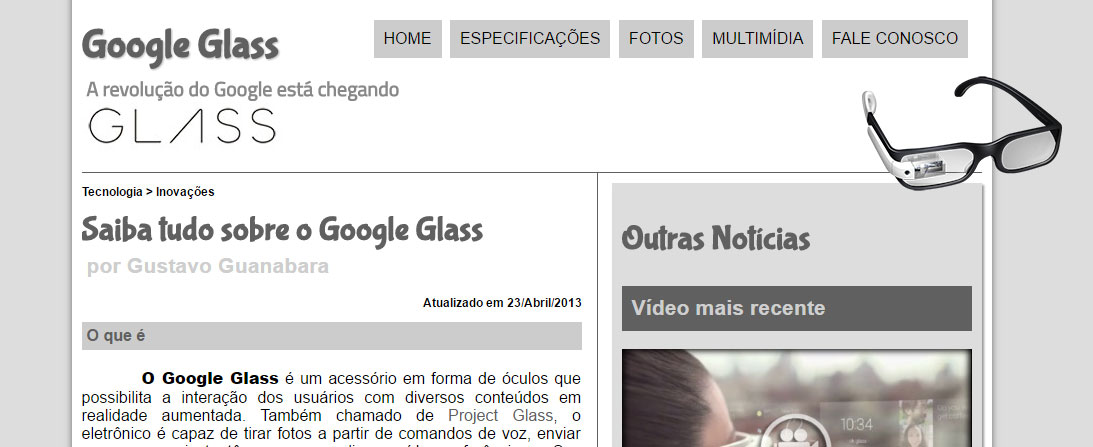 Google Glass
HOME ESPECIFICAÇÕES FOTOS MULTIMÍDIA FALE CONOSCO
A revolução do Google está chegando
GLASS
Tecnologia > Inovações
Saiba tudo sobre o Google Glass
por Gustavo Guanabara
Atualizado em 23/Abril/2013
O que é
O Google Glass é um acessório em forma de óculos que
possibilita a interação dos usuários com diversos conteúdos em
realidade aumentada. Também chamado de Project Glass, o
eletrônico é capaz de tirar fotos a partir de comandos de voz, enviar
Outras Notícias
Vídeo mais recente
10:34